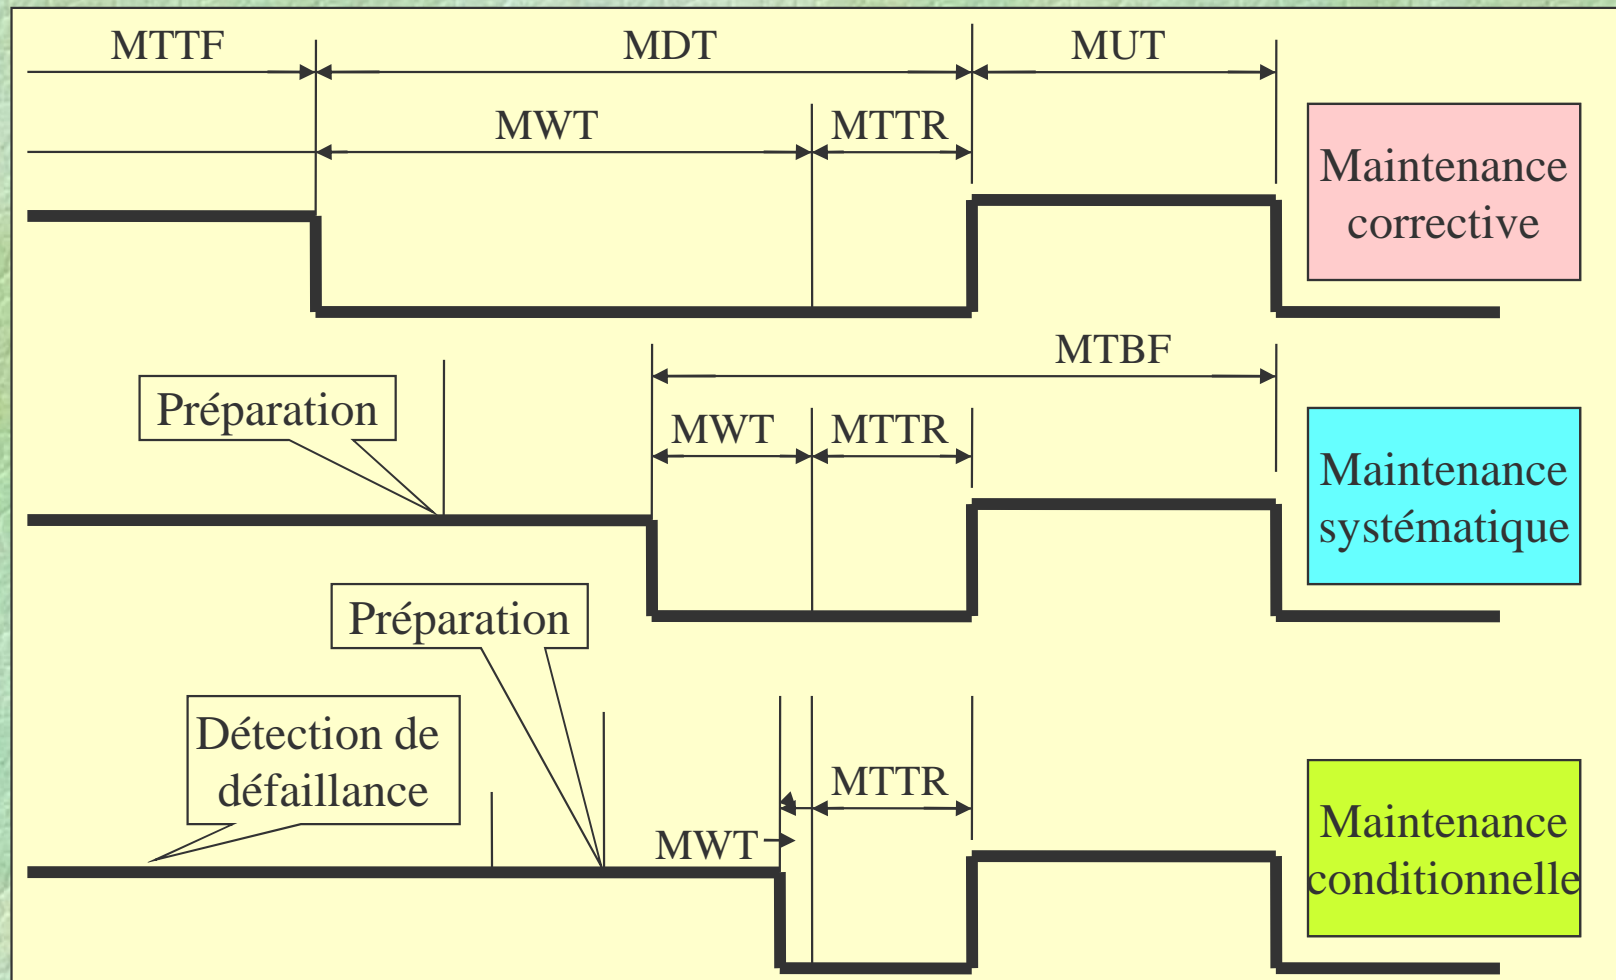 MTTF
MDT
MUT
MWT
MTTR
Maintenance
corrective
MTBF
Préparation
MWT
MTTR
Maintenance
systématique
Préparation
Détection de
défaillance
MTTR
MWT
Maintenance
conditionnelle